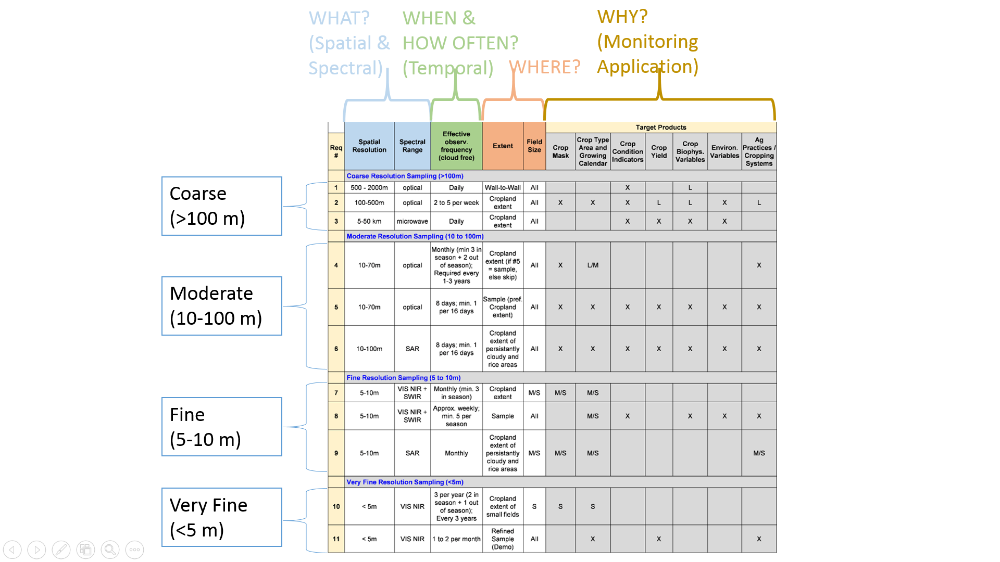 WHAT?
(Spatial &
Spectral)
WHEN &
HOW OFTEN?
(Temporal)
WHERE?
WHY?
(Monitoring
Application)
Req
#
Spatial
Resolution
Spectral
Range
Effective
observ.
frequency
(cloud free)
Extent
Field
Size
Target Products
Crop
Mask
Crop Type
Area and
Growing
Calendar
Crop
Condition
Indicators
Crop
Yield
Crop
Biophys.
Variables
Environ.
Variables
Ag
Practices /
Cropping
Systems
Coarse
(>100 m)
Coarse Resolution Sampling (>100m)
1 500 - 2000m optical Daily Wall-to-Wall All X L
2 100-500m optical 2 to 5 per week Cropland
extent All X X X L L X L
3 5-50 km microwave Daily Cropland
extent All X X X X
Moderate
(10-100 m)
Moderate Resolution Sampling (10 to 100m)
4 10-70m optical Monthly (min 3 in
season + 2 out
of season);
Required every
1-3 years
Cropland
extent (if #5
= sample,
else skip)
All X L/M X
5 10-70m optical 8 days; min. 1
per 16 days
Sample (pref.
Cropland
extent)
All X X X X X X X
6 10-100m SAR 8 days; min. 1
per 16 days
Cropland
extent of
persistantly
cloudy and
rice areas
All X X X X X X X
Fine
(5-10 m)
Fine Resolution Sampling (5 to 10m)
7 5-10m VIS NIR +
SWIR
Monthly (min. 3
in season)
Cropland
extent
M/S M/S M/S
8 5-10m VIS NIR +
SWIR
Approx. weekly;
min. 5 per
season
Sample All M/S X X X X
9 5-10m SAR Monthly Cropland
extent of
persistantly
cloudy and
rice areas
M/S M/S M/S M/S
Very Fine
(<5 m)
Very Fine Resolution Sampling (<5m)
10 < 5m VIS NIR 3 per year (2 in
season + 1 out
of season);
Every 3 years
Cropland
extent of
small fields
S S S
11 < 5m VIS NIR 1 to 2 per month Refined
Sample
(Demo)
All X X X